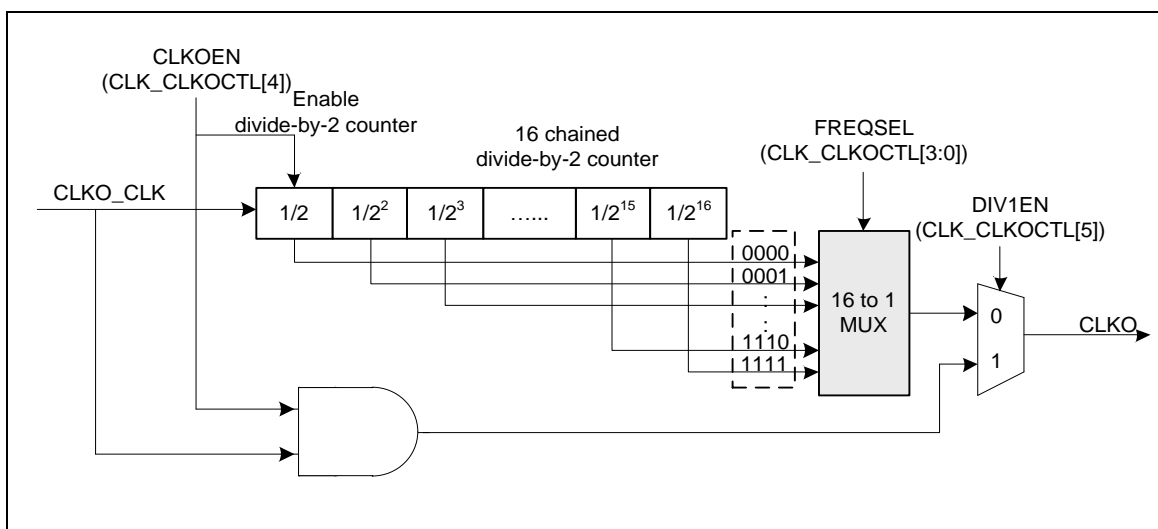 CLKOEN
(CLK_CLKOCTL[4])
Enable
divide-by-2 counter
16 chained
divide-by-2 counter
FREQSEL
(CLK_CLKOCTL[3:0])
DIV1EN
(CLK_CLKOCTL[5])
CLKO_CLK
1/2 1/2² 1/2³ …... 1/2¹⁵ 1/2¹⁶
0000
0001
:
:
1110
1111
16 to 1
MUX
0
1
CLKO